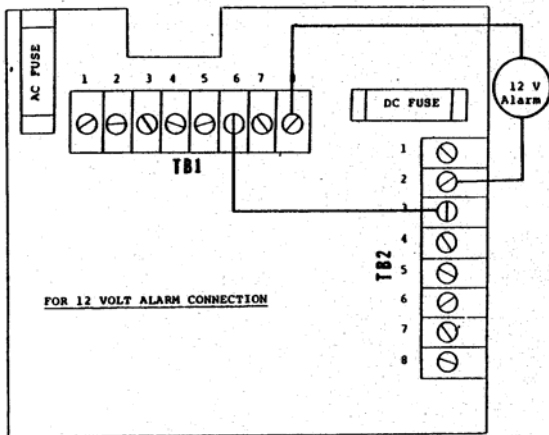 AC FUSE
1 2 3 4 5 6 7
TB1
DC FUSE
12 V
Alarm
1
2
3
4
5
6
7
8
TB2
FOR 12 VOLT ALARM CONNECTION